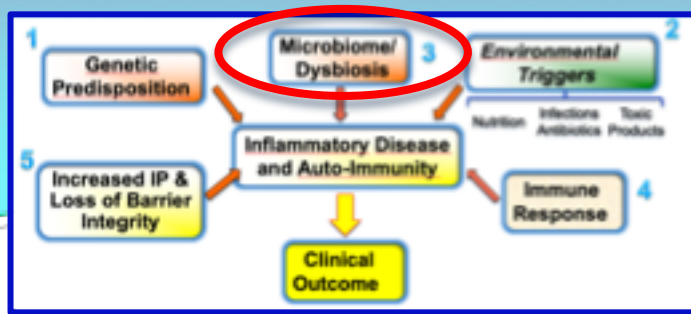 1
Genetic
Predisposition
Microbiome/
Dysbiosis
3
2
Environmental
Triggers
Nutrition
Infections
Antibiotics
Toxic
Products
5
Increased IP &
Loss of Barrier
Integrity
Inflammatory Disease
and Auto-Immunity
Immune
Response
4
Clinical
Outcome